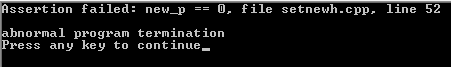 Assertion failed: new_p == 0, file setnewh.cpp, line 52
abnormal program termination
Press any key to continue